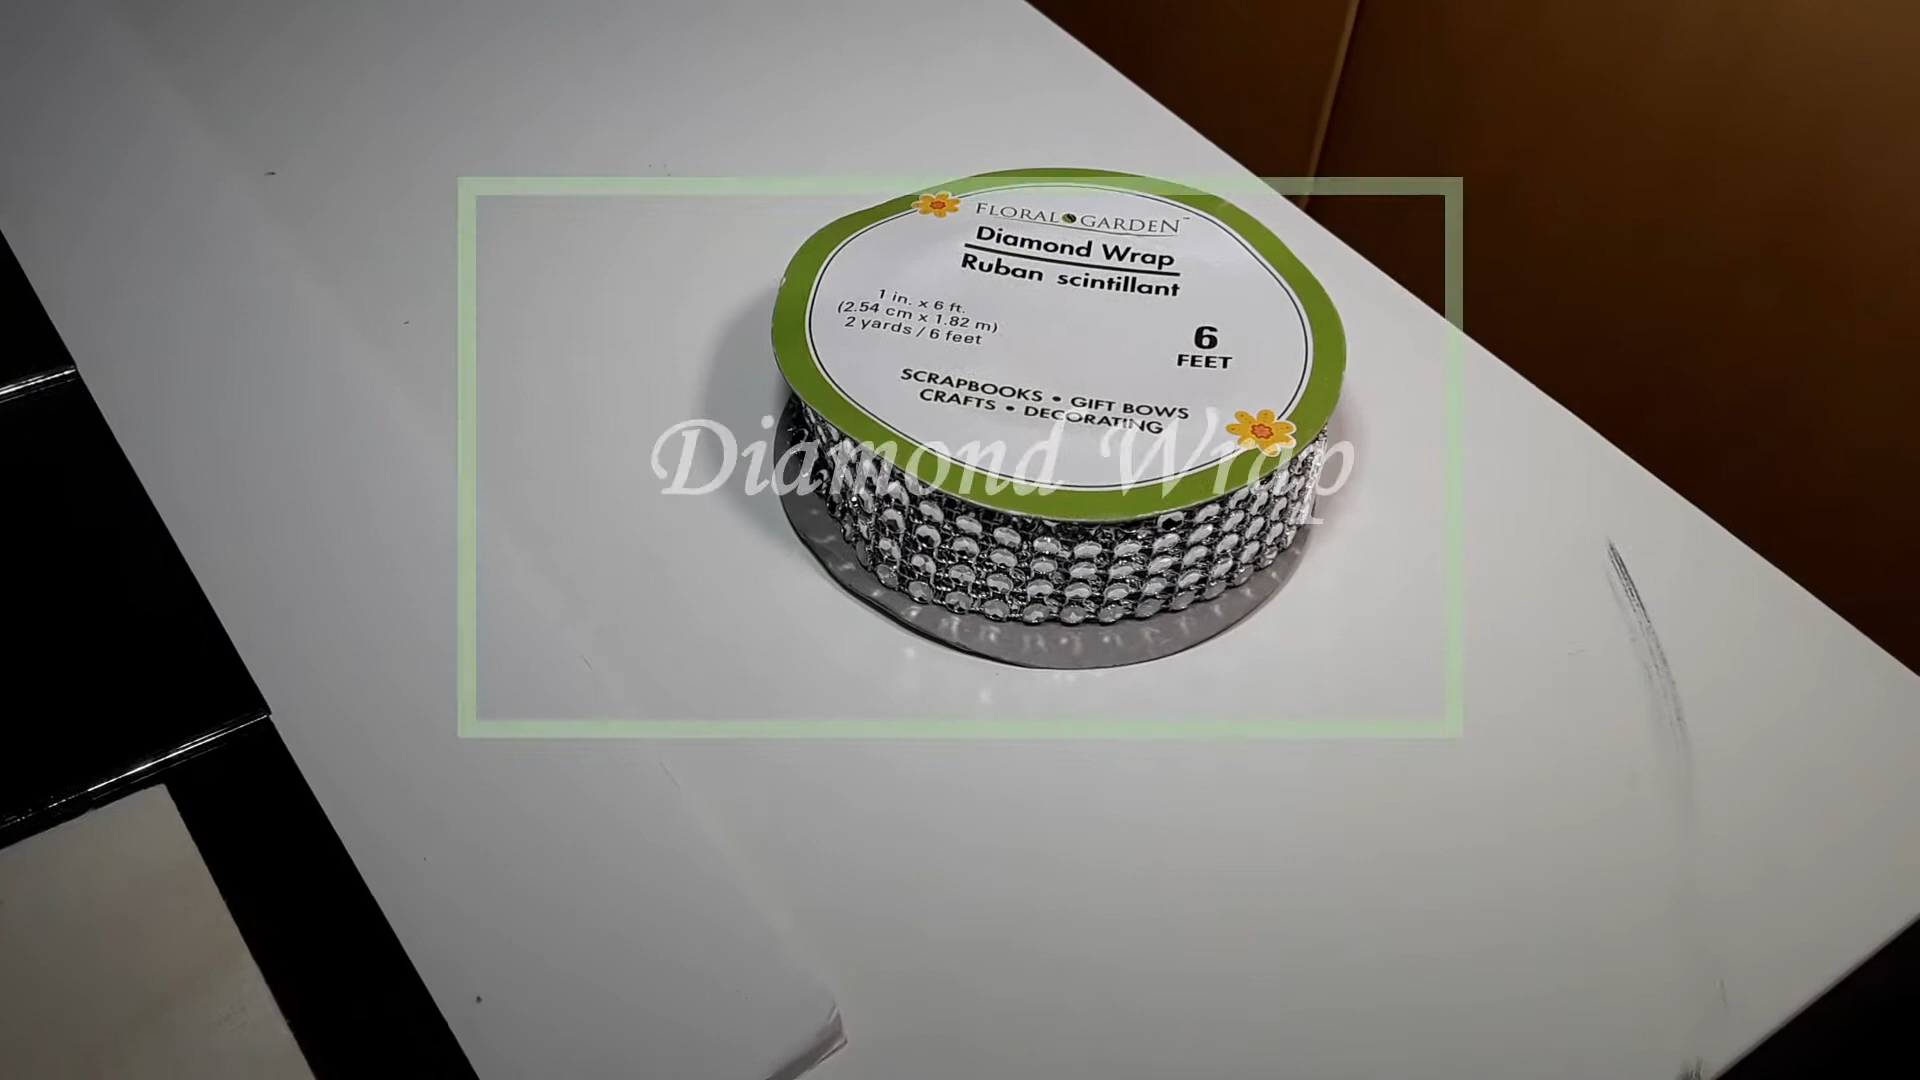 FLORAL GARDEN™
Diamond Wrap
Ruban scintillant
1 in. x 6 ft.
(2.54 cm x 1.82 m)
2 yards / 6 feet
6
FEET
SCRAPBOOKS • GIFT BOWS
CRAFTS • DECORATING
Diamond Wrap